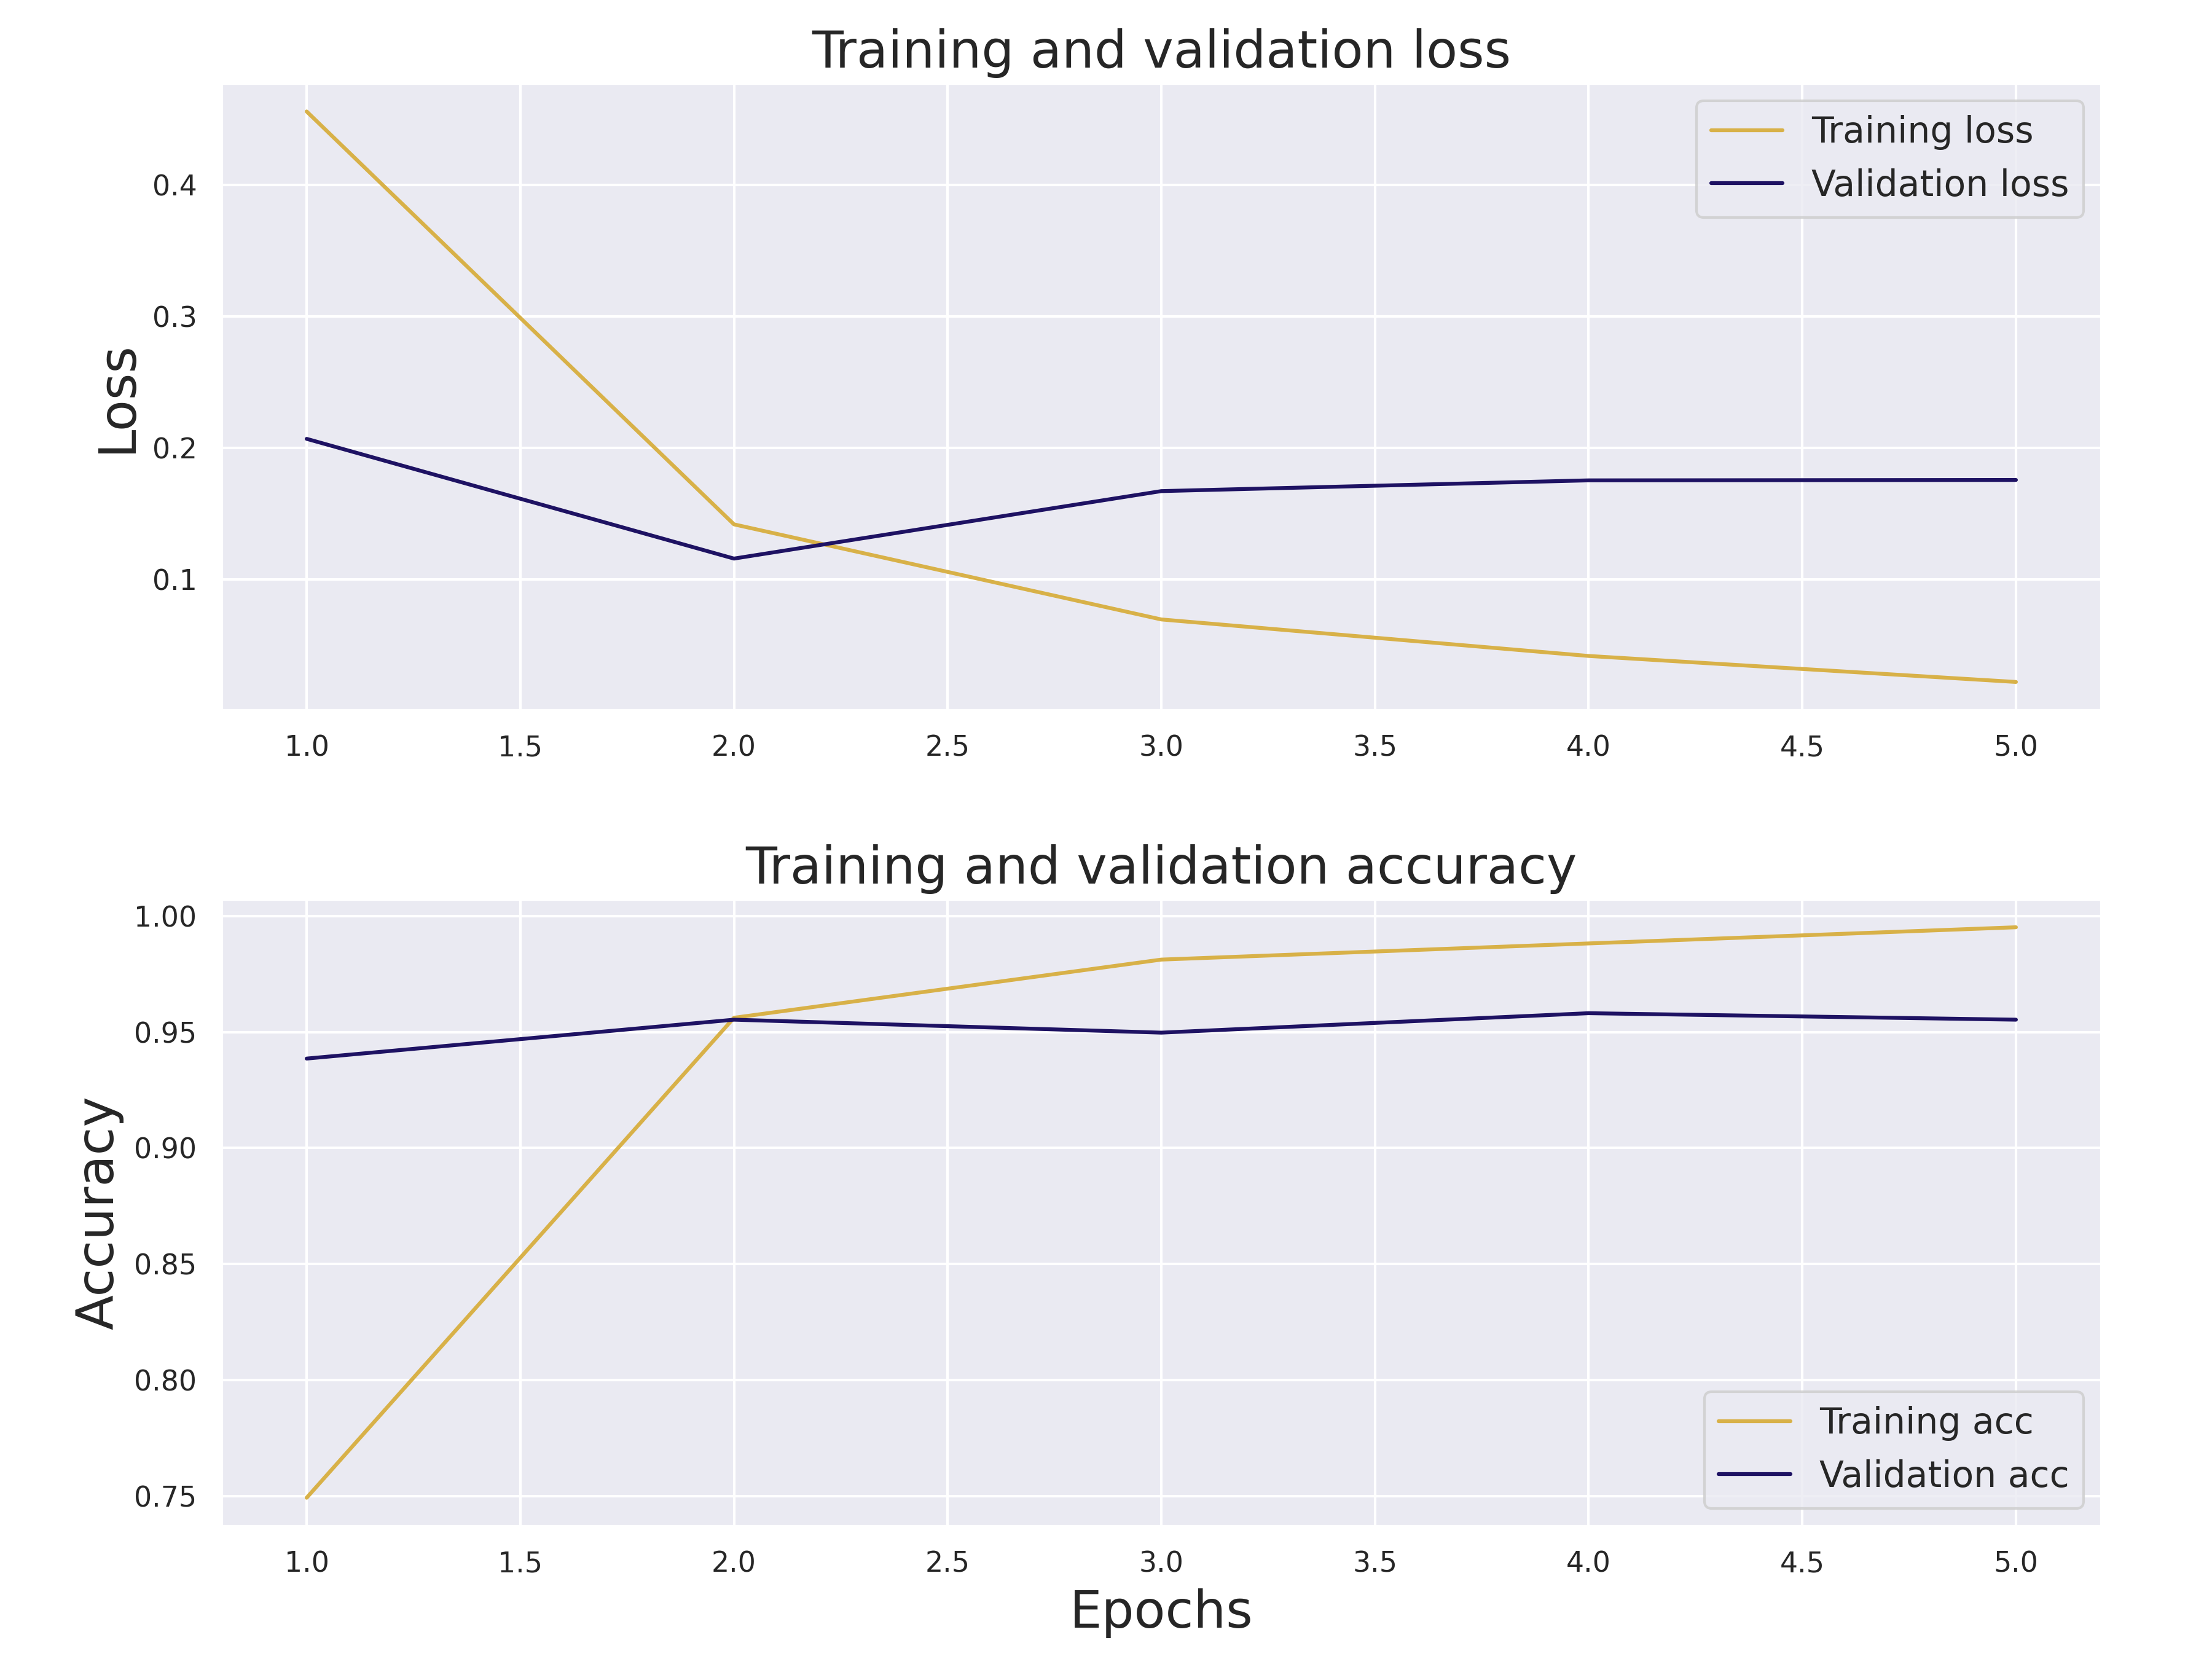 Training and validation loss
Training loss
Validation loss
Loss
0.4
0.3
0.2
0.1
1.0 1.5 2.0 2.5 3.0 3.5 4.0 4.5 5.0
Training and validation accuracy
Accuracy
1.00
0.95
0.90
0.85
0.80
0.75
Training acc
Validation acc
1.0 1.5 2.0 2.5 3.0 3.5 4.0 4.5 5.0
Epochs